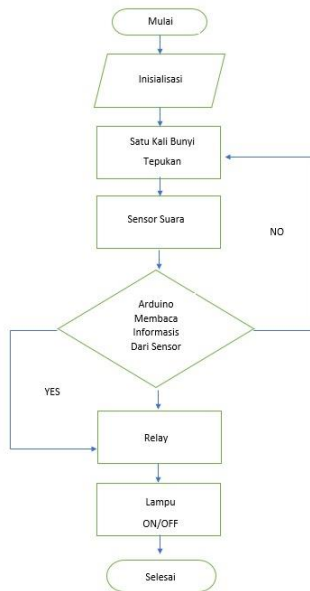 Mulai
Inisialisasi
Satu Kali Bunyi
Tepukan
Sensor Suara
NO
Arduino
Membaca
Informasis
Dari Sensor
YES
Relay
Lampu
ON/OFF
Selesai